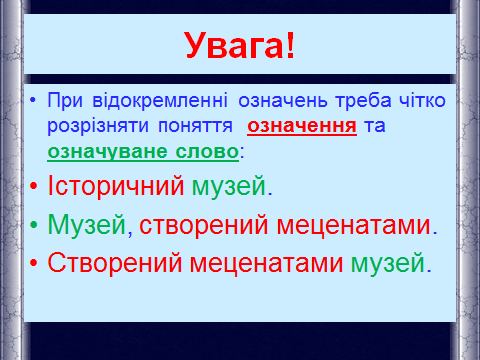 Увага!
• При відокремленні означень треба чітко
розрізняти поняття означення та
означуване слово:
• Історичний музей.
• Музей, створений меценатами.
• Створений меценатами музей.